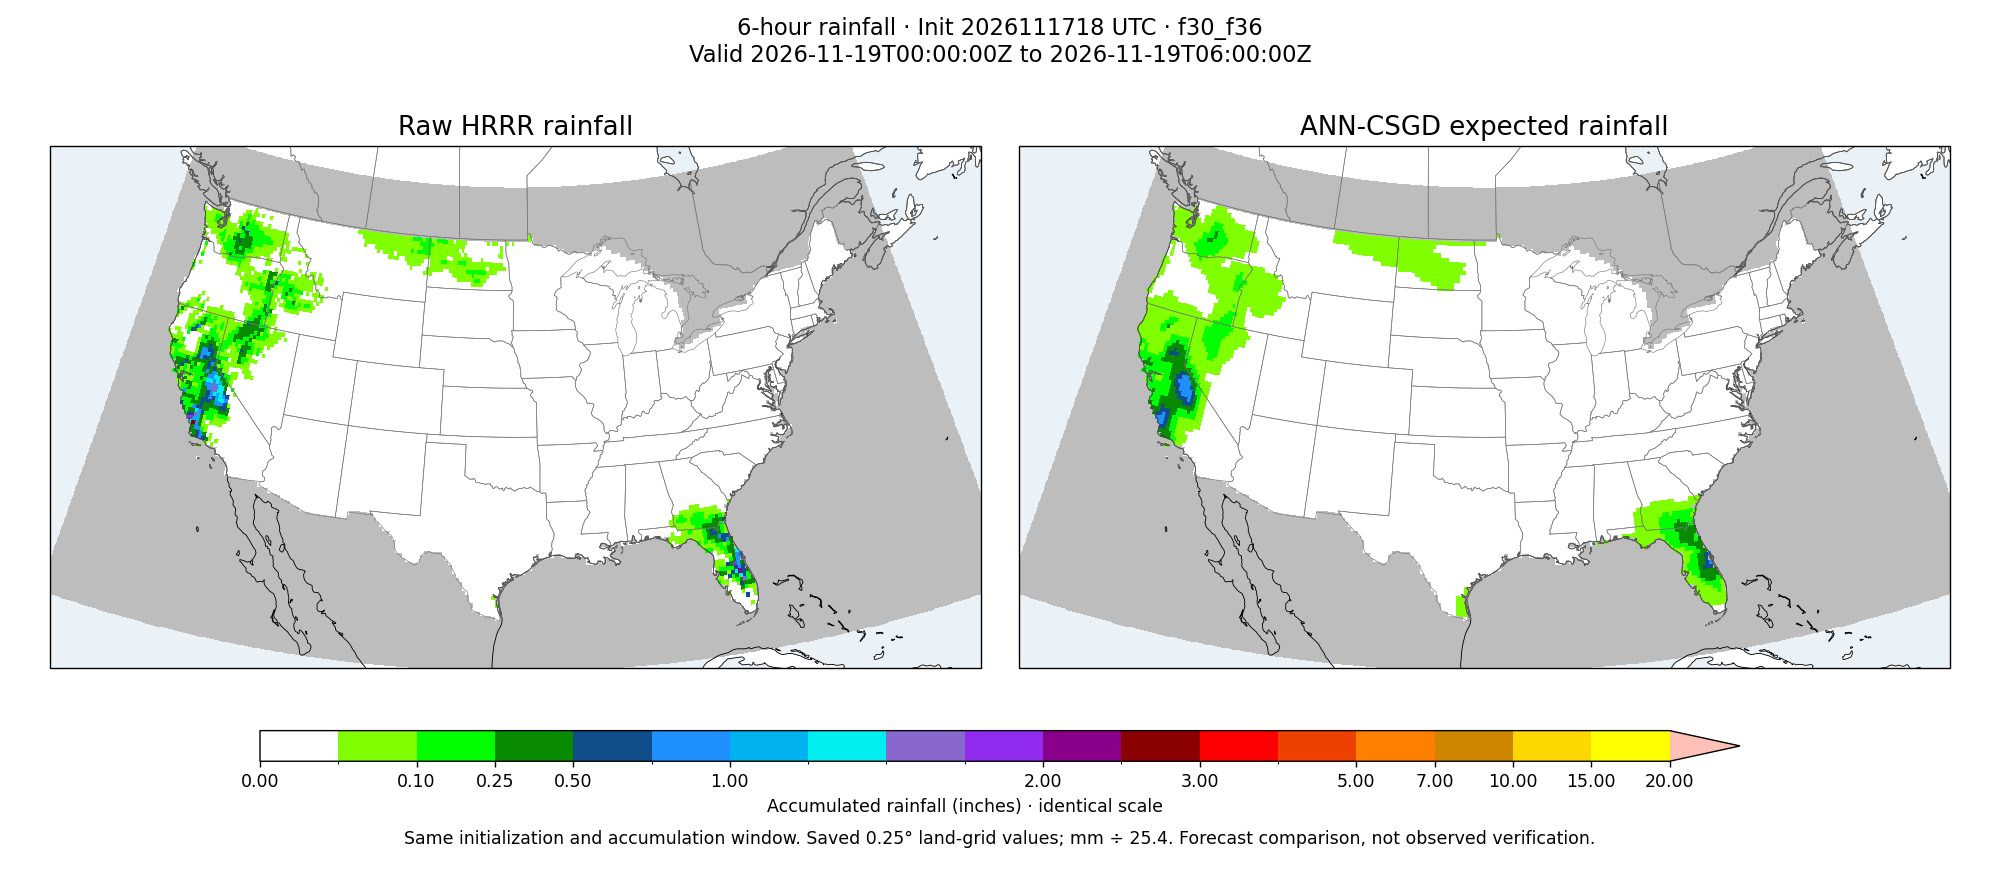 6-hour rainfall · Init 2026111718 UTC · f30_f36
Valid 2026-11-19T00:00:00Z to 2026-11-19T06:00:00Z
Raw HRRR rainfall
ANN-CSGD expected rainfall
0.00 0.10 0.25 0.50 1.00 2.00 3.00 5.00 7.00 10.00 15.00 20.00
Accumulated rainfall (inches) · identical scale
Same initialization and accumulation window. Saved 0.25° land-grid values; mm ÷ 25.4. Forecast comparison, not observed verification.